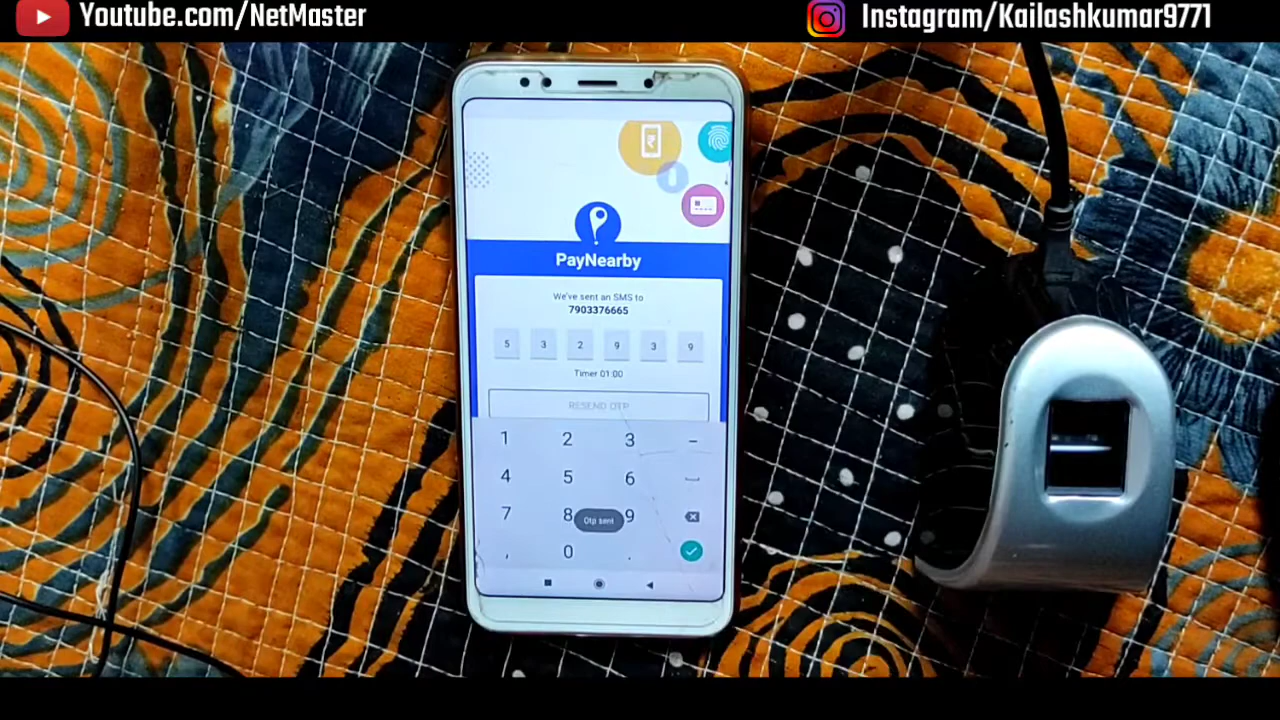 Youtube.com/NetMaster
Instagram/Kailashkumar9771
PayNearby
We've sent an SMS to
7903376665
5 3 2 9 3 9
Timer 01:00
RESEND OTP
1 2 3 –
4 5 6
7 8 9
Otp sent
, 0 .